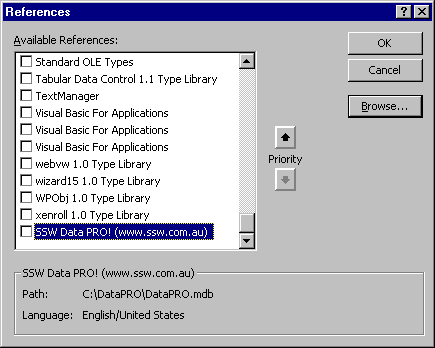 References
?
Available References:
OK
Standard OLE Types
Tabular Data Control 1.1 Type Library
Cancel
TextManager
Visual Basic For Applications
Browse...
Visual Basic For Applications
Visual Basic For Applications
webvw 1.0 Type Library
Priority
wizard15 1.0 Type Library
WPObj 1.0 Type Library
xenroll 1.0 Type Library
SSW Data PRO! (www.ssw.com.au)
SSW Data PRO! (www.ssw.com.au)
Path: C:\DataPRO\DataPRO.mdb
Language: English/United States